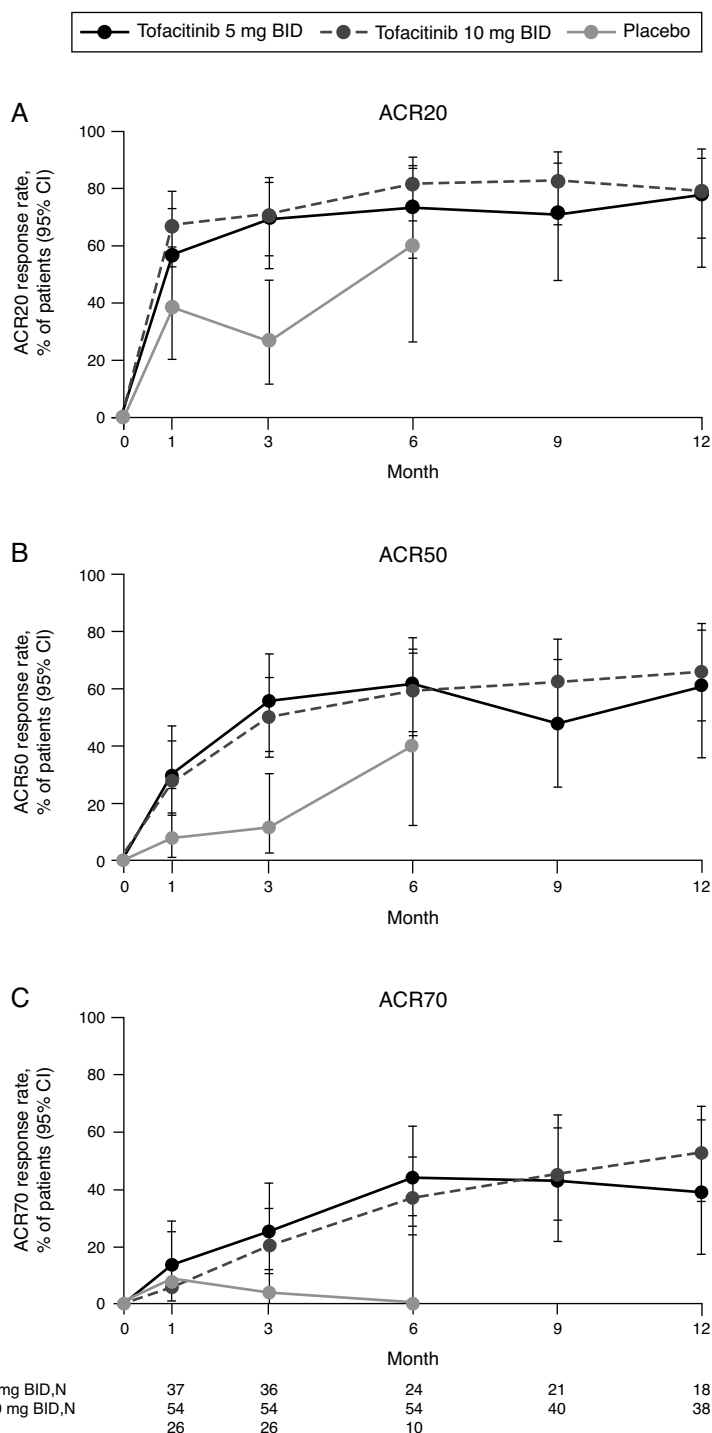 Tofacitinib 5 mg BID Tofacitinib 10 mg BID Placebo
A
ACR20
ACR20 response rate,
% of patients (95% CI)
100
80
60
40
20
0
0 1 3 6 9 12
Month
B
ACR50
ACR50 response rate,
% of patients (95% CI)
100
80
60
40
20
0
0 1 3 6 9 12
Month
C
ACR70
ACR70 response rate,
% of patients (95% CI)
100
80
60
40
20
0
0 1 3 6 9 12
Month
mg BID,N 37 36 24 21 18
mg BID,N 54 54 54 40 38
26 26 10